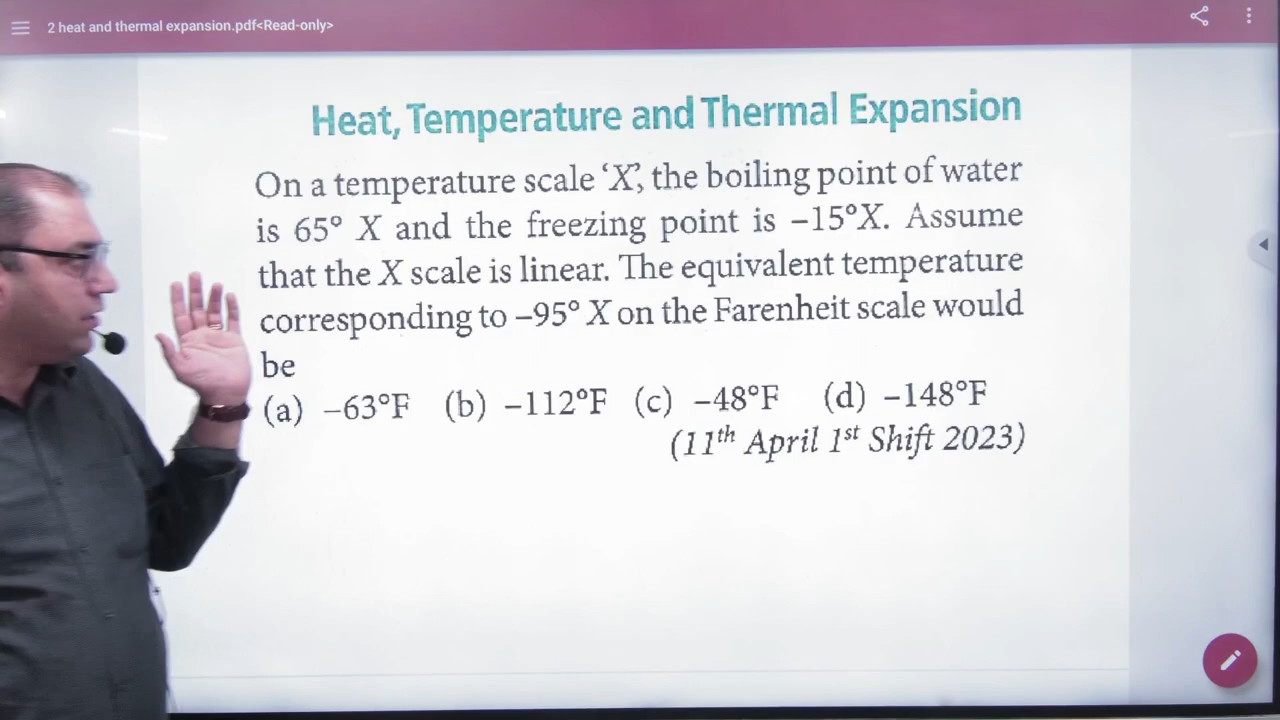 2 heat and thermal expansion.pdf<Read-only>
Heat, Temperature and Thermal Expansion
On a temperature scale ‘X’, the boiling point of water
is 65° X and the freezing point is –15°X. Assume
that the X scale is linear. The equivalent temperature
corresponding to –95° X on the Farenheit scale would
be
(a) –63°F (b) –112°F (c) –48°F (d) –148°F
(11th April 1st Shift 2023)